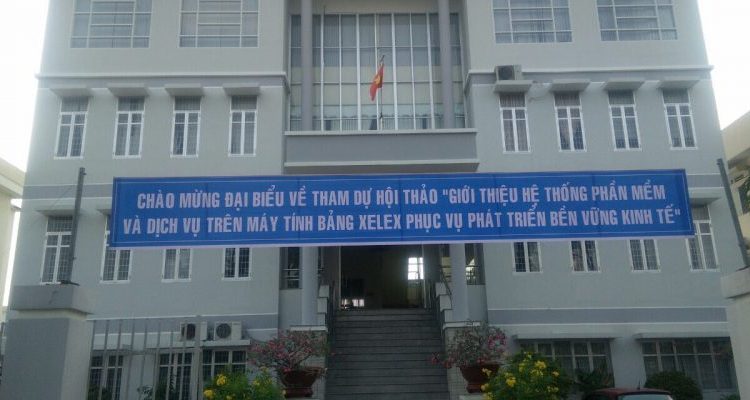 CHÀO MỪNG ĐẠI BIỂU VỀ THAM DỰ HỘI THẢO "GIỚI THIỆU HỆ THỐNG PHẦN MỀM
VÀ DỊCH VỤ TRÊN MÁY TÍNH BẢNG XELEX PHỤC VỤ PHÁT TRIỂN BỀN VỮNG KINH TẾ"